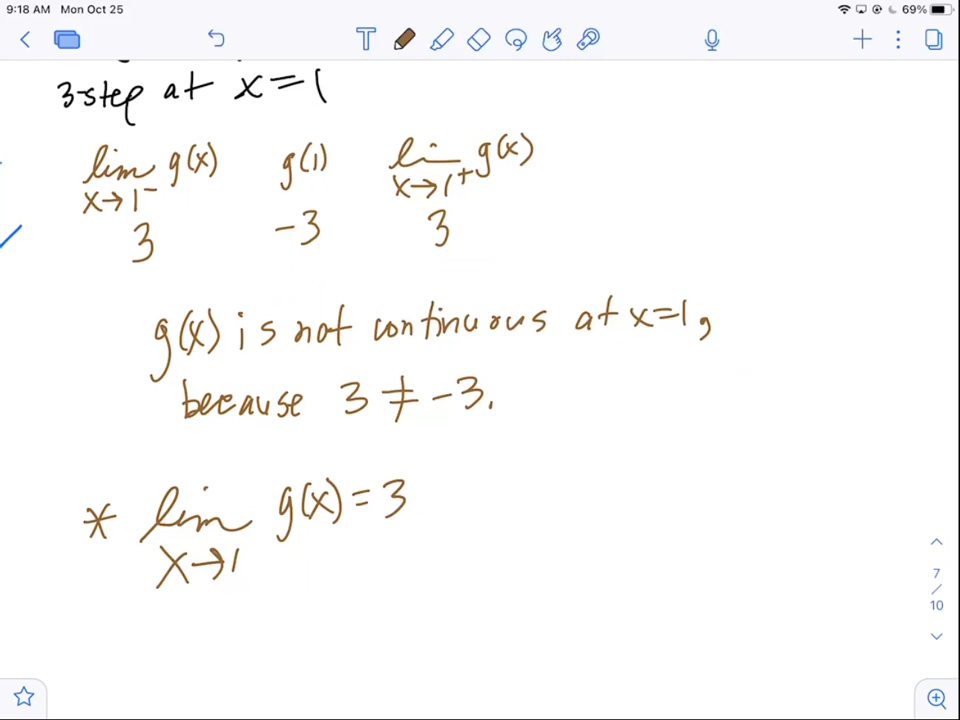 9:18 AM Mon Oct 25
69%
T
3-step at x=1
lim g(x) g(1) lim g(x)
x→1⁻ x→1⁺
3 -3 3
g(x) is not continuous at x=1,
because 3 ≠ -3.
* lim g(x) = 3
x→1
7
/
10